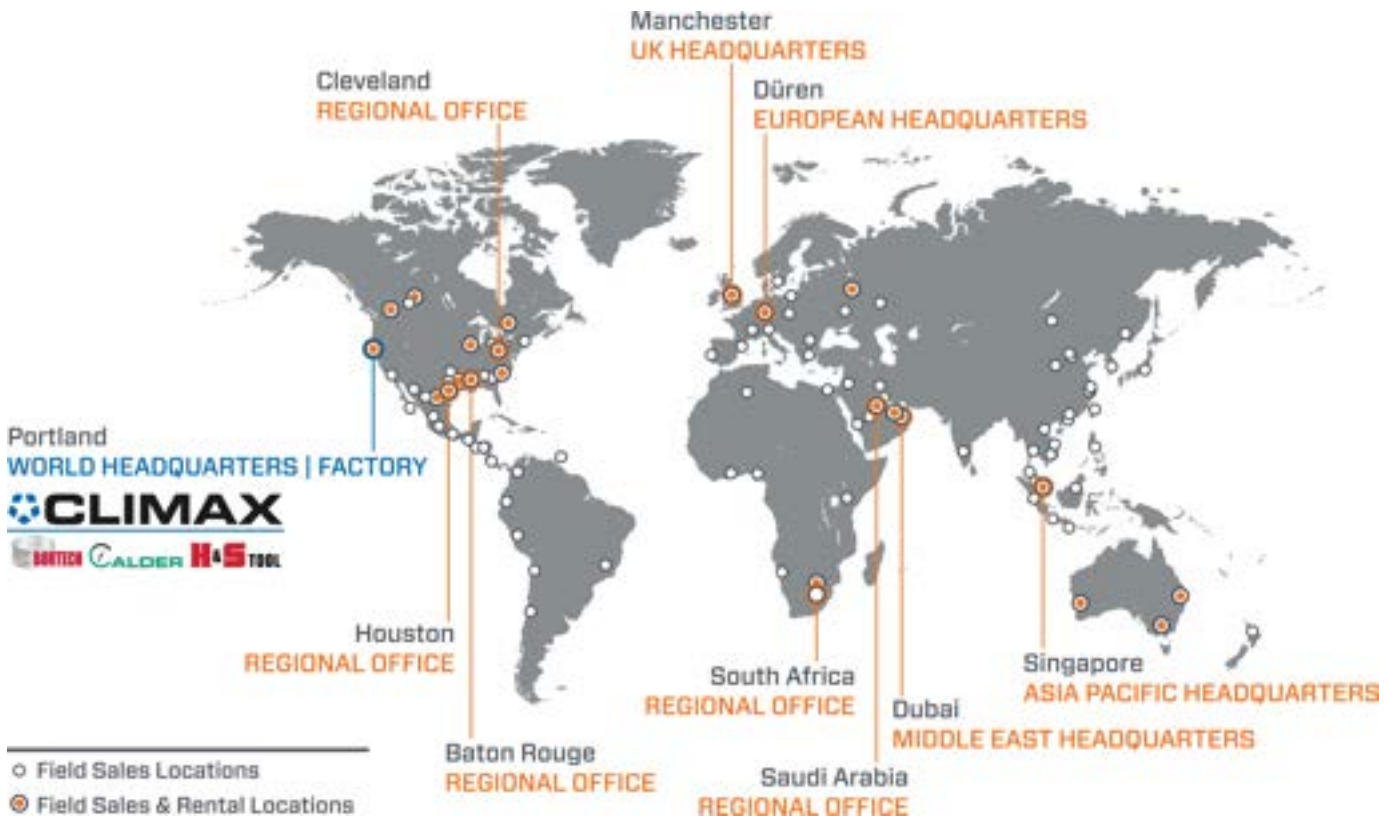 Manchester
UK HEADQUARTERS
Cleveland
REGIONAL OFFICE
Düren
EUROPEAN HEADQUARTERS
Portland
WORLD HEADQUARTERS | FACTORY
CLIMAX
BORTECH CALDER H&S TOOL
Houston
REGIONAL OFFICE
South Africa
REGIONAL OFFICE
Singapore
ASIA PACIFIC HEADQUARTERS
Dubai
MIDDLE EAST HEADQUARTERS
Baton Rouge
REGIONAL OFFICE
Saudi Arabia
REGIONAL OFFICE
Field Sales Locations
Field Sales & Rental Locations